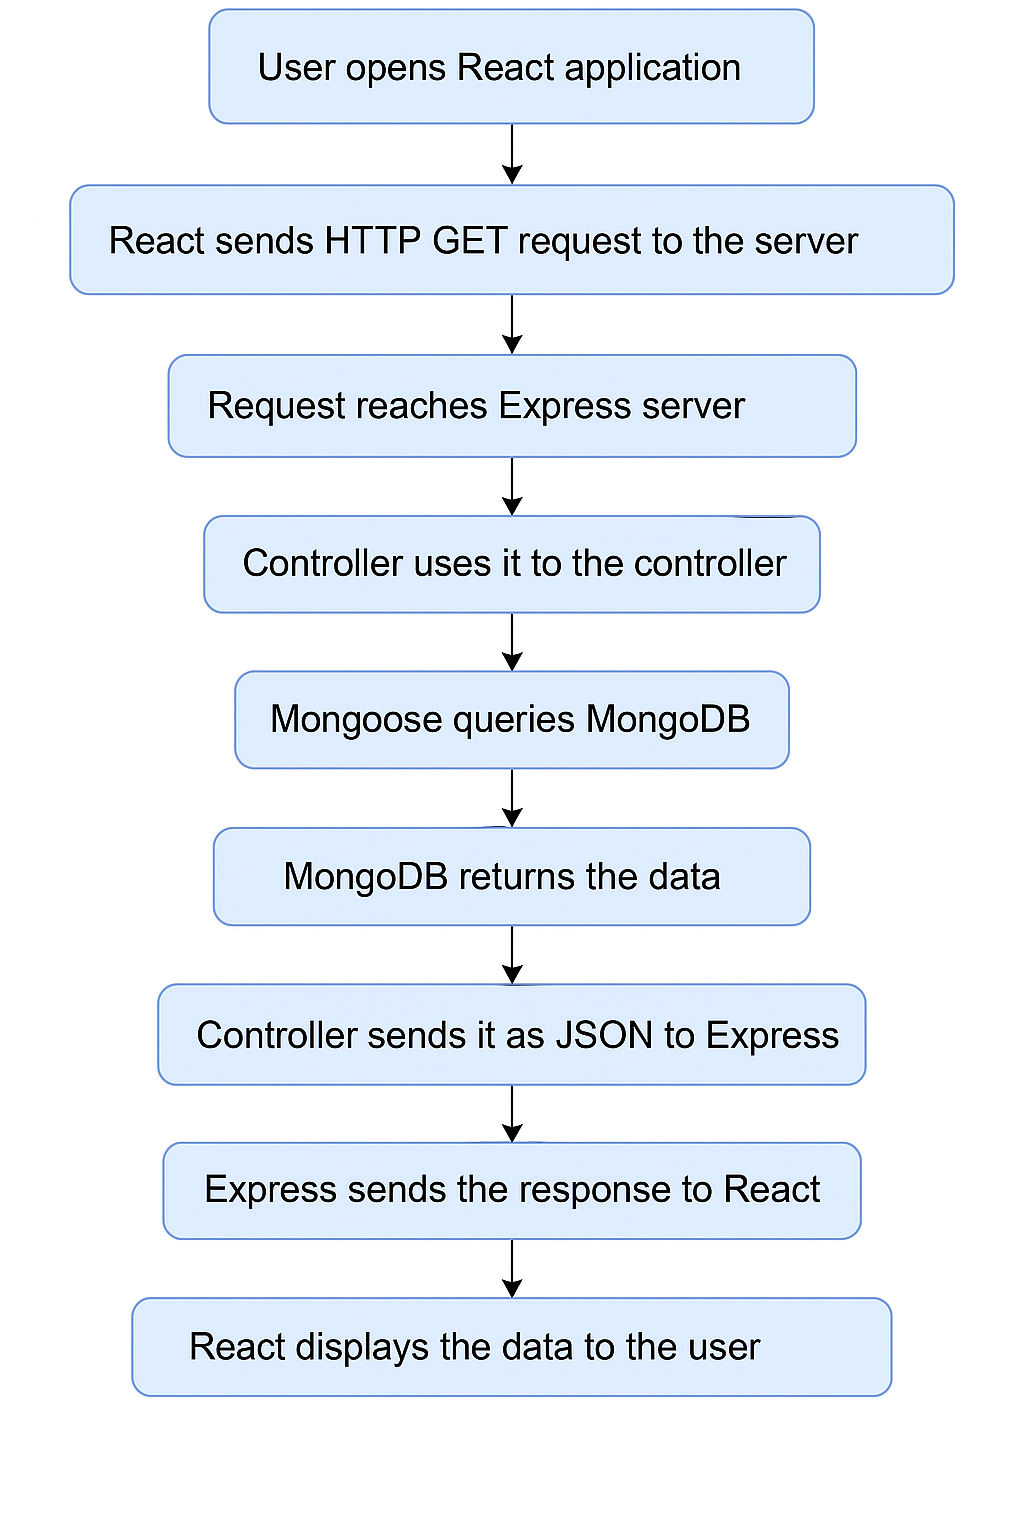 User opens React application
React sends HTTP GET request to the server
Request reaches Express server
Controller uses it to the controller
Mongoose queries MongoDB
MongoDB returns the data
Controller sends it as JSON to Express
Express sends the response to React
React displays the data to the user